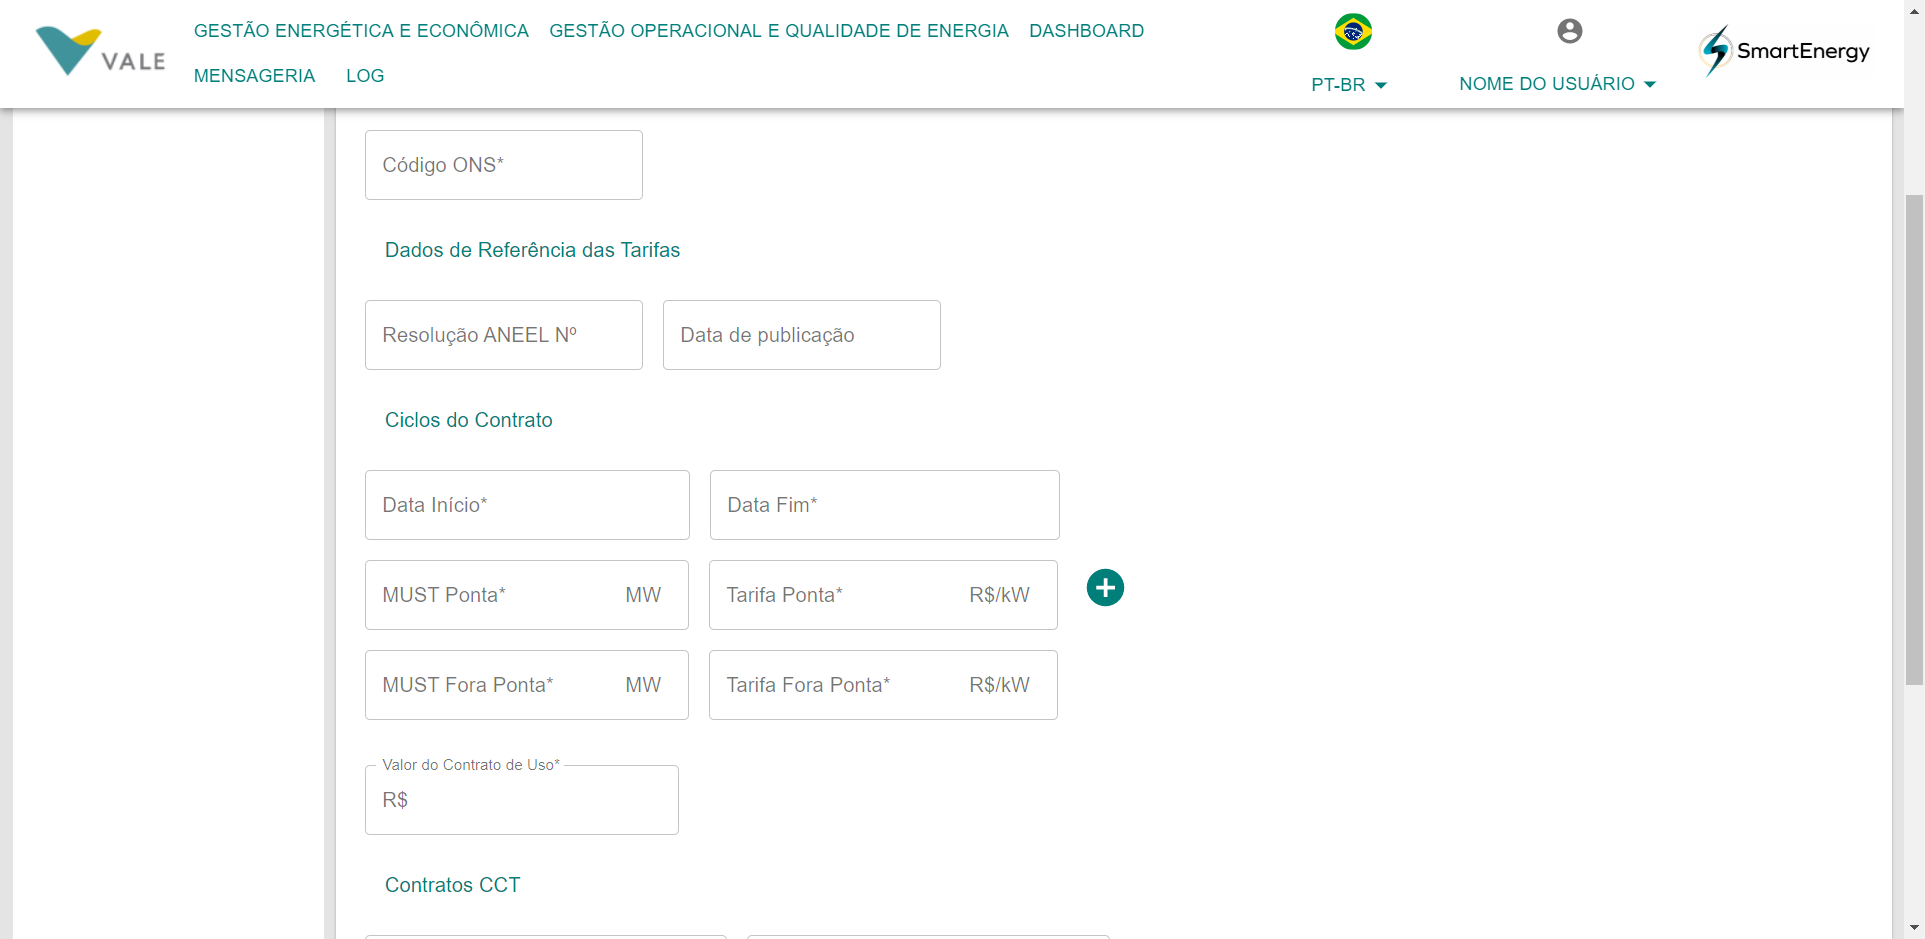 VALE
GESTÃO ENERGÉTICA E ECONÔMICA GESTÃO OPERACIONAL E QUALIDADE DE ENERGIA DASHBOARD
MENSAGERIA LOG
PT-BR
NOME DO USUÁRIO
SmartEnergy
Código ONS*
Dados de Referência das Tarifas
Resolução ANEEL Nº Data de publicação
Ciclos do Contrato
Data Início* Data Fim*
MUST Ponta* MW Tarifa Ponta* R$/kW
MUST Fora Ponta* MW Tarifa Fora Ponta* R$/kW
Valor do Contrato de Uso*
R$
Contratos CCT